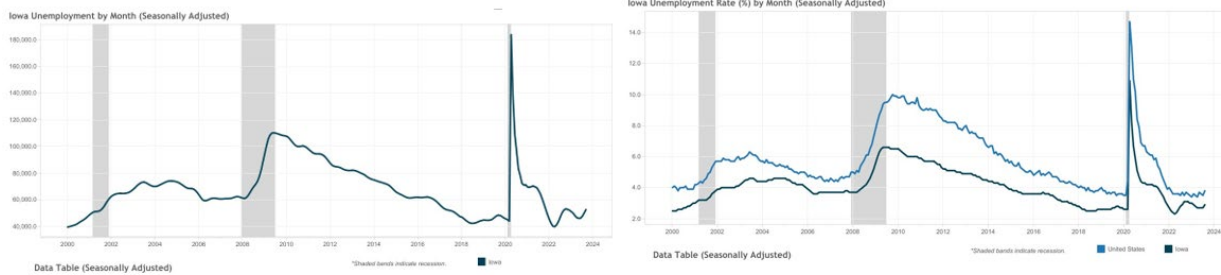 Iowa Unemployment by Month (Seasonally Adjusted)
180,000.0
160,000.0
140,000.0
120,000.0
100,000.0
80,000.0
60,000.0
40,000.0
2000 2002 2004 2006 2008 2010 2012 2014 2016 2018 2020 2022 2024
*Shaded bands indicate recession. Iowa
Data Table (Seasonally Adjusted)
Iowa Unemployment Rate (%) by Month (Seasonally Adjusted)
14.0
12.0
10.0
8.0
6.0
4.0
2.0
2000 2002 2004 2006 2008 2010 2012 2014 2016 2018 2020 2022 2024
*Shaded bands indicate recession. United States Iowa
Data Table (Seasonally Adjusted)